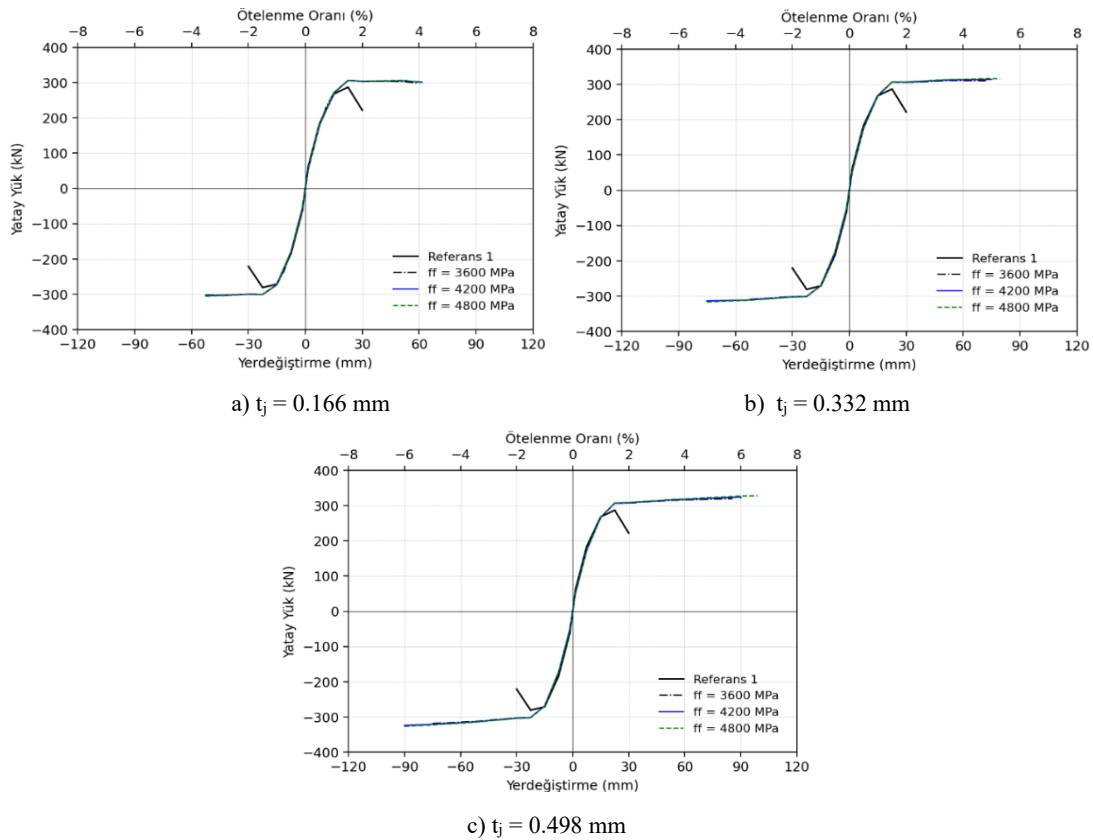 Ötelenme Oranı (%)
−8 −6 −4 −2 0 2 4 6 8
400
300
200
100
0
−100
−200
−300
−400
Yatay Yük (kN)
Referans 1
ff = 3600 MPa
ff = 4200 MPa
ff = 4800 MPa
−120 −90 −60 −30 0 30 60 90 120
Yerdeğiştirme (mm)
a) tj = 0.166 mm
Ötelenme Oranı (%)
−8 −6 −4 −2 0 2 4 6 8
400
300
200
100
0
−100
−200
−300
−400
Yatay Yük (kN)
Referans 1
ff = 3600 MPa
ff = 4200 MPa
ff = 4800 MPa
−120 −90 −60 −30 0 30 60 90 120
Yerdeğiştirme (mm)
b) tj = 0.332 mm
Ötelenme Oranı (%)
−8 −6 −4 −2 0 2 4 6 8
400
300
200
100
0
−100
−200
−300
−400
Yatay Yük (kN)
Referans 1
ff = 3600 MPa
ff = 4200 MPa
ff = 4800 MPa
−120 −90 −60 −30 0 30 60 90 120
Yerdeğiştirme (mm)
c) tj = 0.498 mm